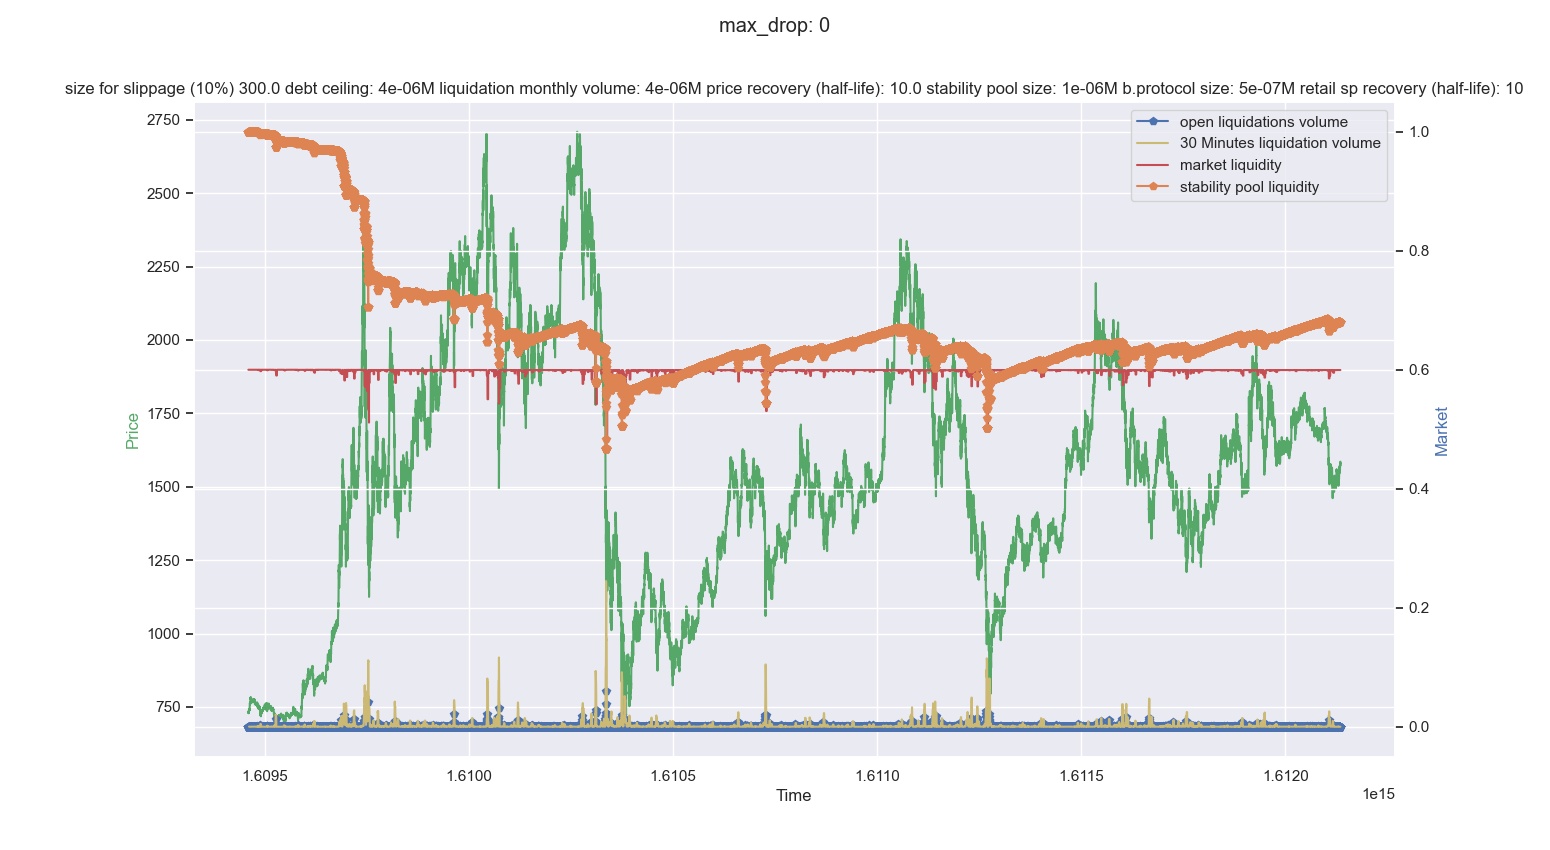 max_drop: 0
size for slippage (10%) 300.0 debt ceiling: 4e-06M liquidation monthly volume: 4e-06M price recovery (half-life): 10.0 stability pool size: 1e-06M b.protocol size: 5e-07M retail sp recovery (half-life): 10
2750
2500
2250
2000
1750
1500
1250
1000
750
Price
open liquidations volume
30 Minutes liquidation volume
market liquidity
stability pool liquidity
1.0
0.8
0.6
0.4
0.2
0.0
Market
1.6095 1.6100 1.6105 1.6110 1.6115 1.6120
Time
1e15